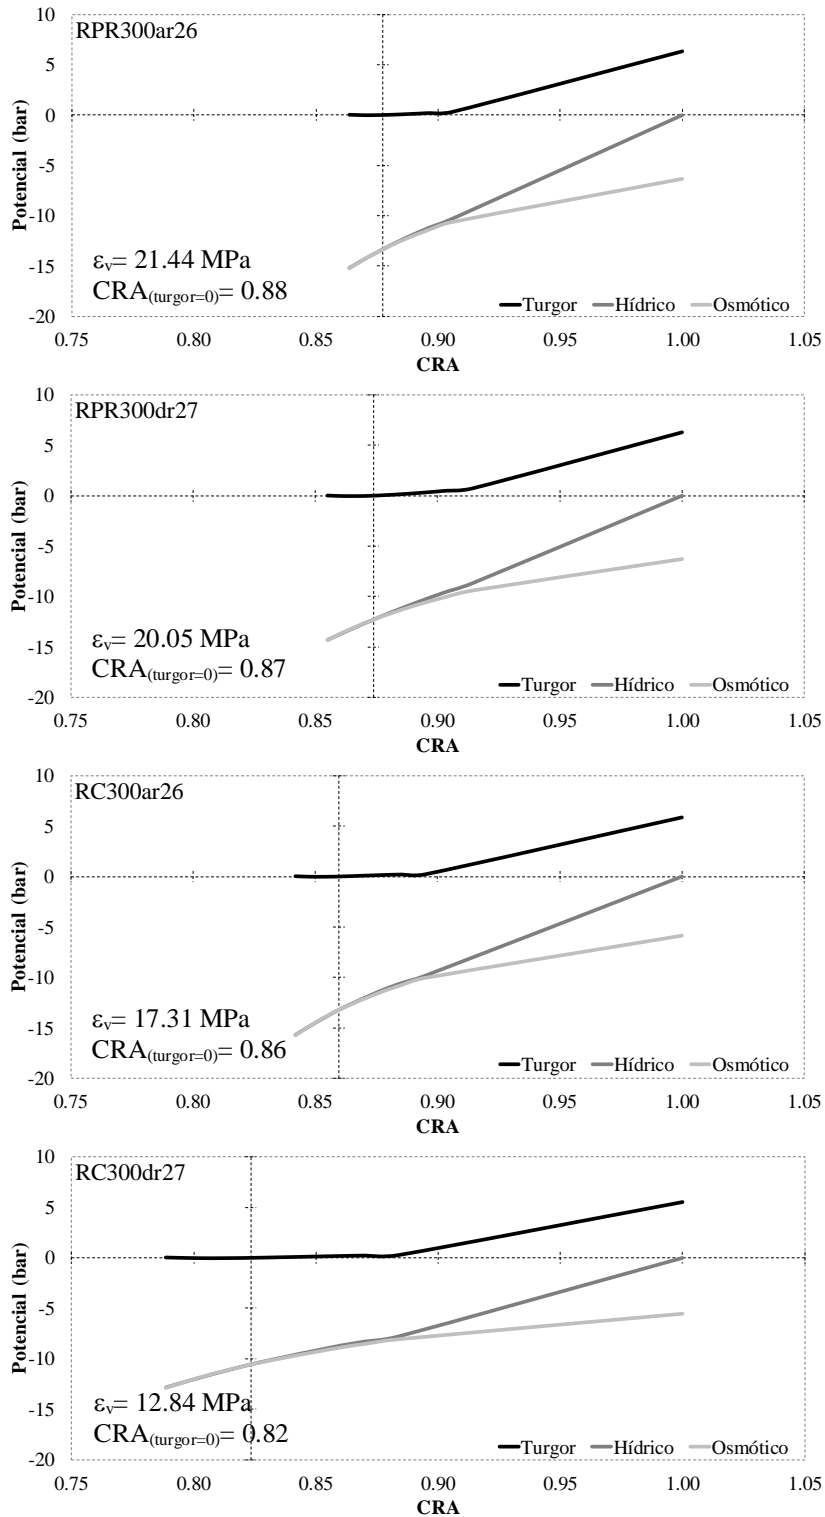 RPR300ar26
10
5
0
-5
-10
-15
-20
Potencial (bar)
εv= 21.44 MPa
CRA(turgor=0)= 0.88
Turgor Hídrico Osmótico
0.75 0.80 0.85 0.90 0.95 1.00 1.05
CRA
RPR300dr27
10
5
0
-5
-10
-15
-20
Potencial (bar)
εv= 20.05 MPa
CRA(turgor=0)= 0.87
Turgor Hídrico Osmótico
0.75 0.80 0.85 0.90 0.95 1.00 1.05
CRA
RC300ar26
10
5
0
-5
-10
-15
-20
Potencial (bar)
εv= 17.31 MPa
CRA(turgor=0)= 0.86
Turgor Hídrico Osmótico
0.75 0.80 0.85 0.90 0.95 1.00 1.05
CRA
RC300dr27
10
5
0
-5
-10
-15
-20
Potencial (bar)
εv= 12.84 MPa
CRA(turgor=0)= 0.82
Turgor Hídrico Osmótico
0.75 0.80 0.85 0.90 0.95 1.00 1.05
CRA